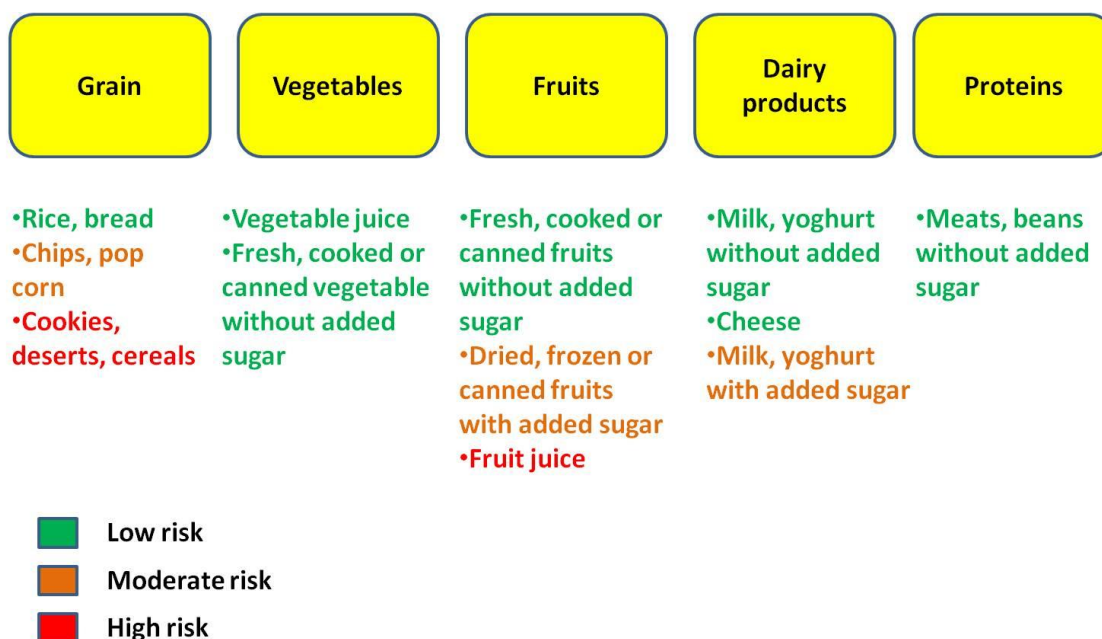 Grain
Vegetables
Fruits
Dairy
products
Proteins
•Rice, bread
•Chips, pop
corn
•Cookies,
deserts, cereals
•Vegetable juice
•Fresh, cooked or
canned vegetable
without added
sugar
•Fresh, cooked or
canned fruits
without added
sugar
•Dried, frozen or
canned fruits
with added sugar
•Fruit juice
•Milk, yoghurt
without added
sugar
•Cheese
•Milk, yoghurt
with added sugar
•Meats, beans
without added
sugar
Low risk
Moderate risk
High risk